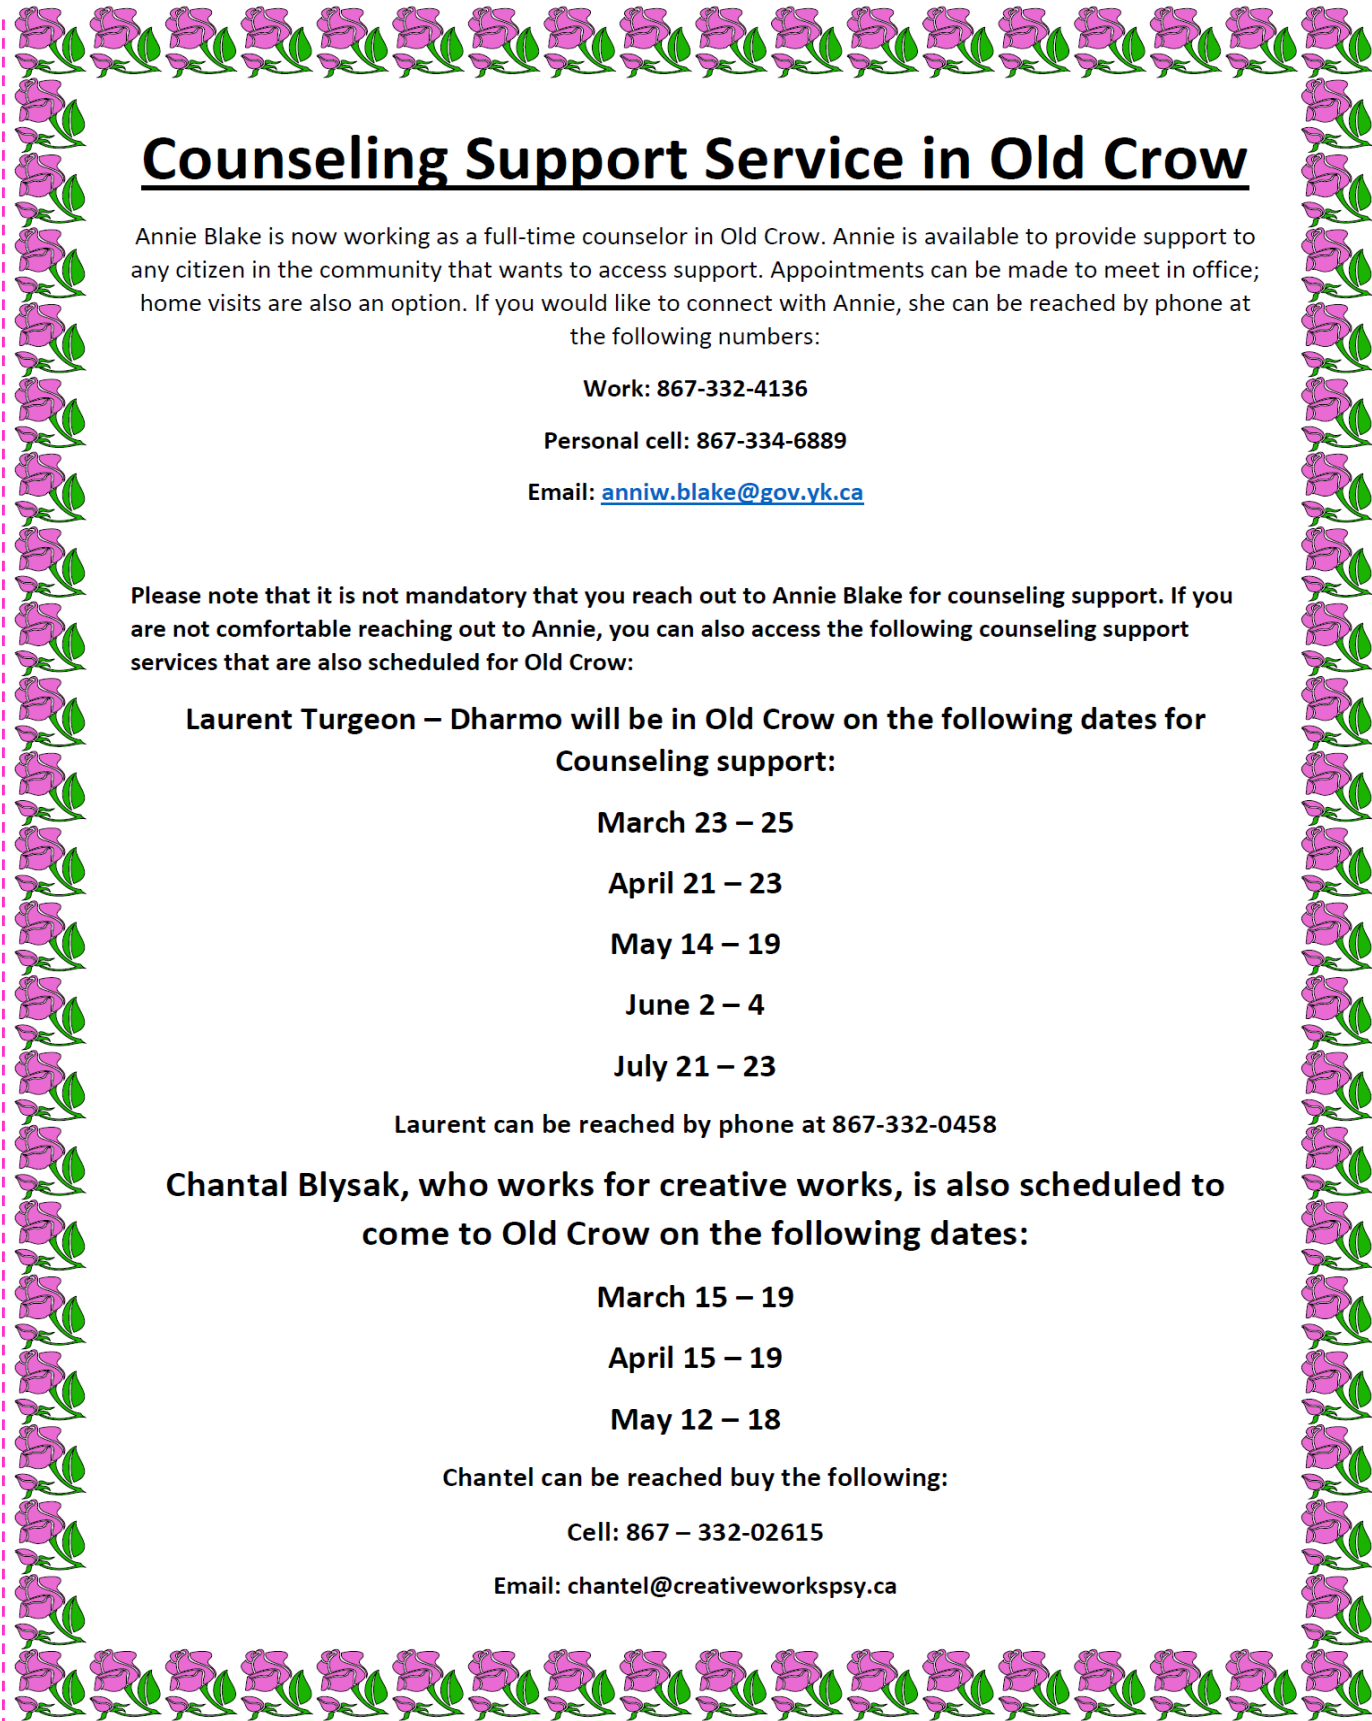 Counseling Support Service in Old Crow
Annie Blake is now working as a full-time counselor in Old Crow. Annie is available to provide support to
any citizen in the community that wants to access support. Appointments can be made to meet in office;
home visits are also an option. If you would like to connect with Annie, she can be reached by phone at
the following numbers:
Work: 867-332-4136
Personal cell: 867-334-6889
Email: anniw.blake@gov.yk.ca
Please note that it is not mandatory that you reach out to Annie Blake for counseling support. If you
are not comfortable reaching out to Annie, you can also access the following counseling support
services that are also scheduled for Old Crow:
Laurent Turgeon – Dharmo will be in Old Crow on the following dates for
Counseling support:
March 23 – 25
April 21 – 23
May 14 – 19
June 2 – 4
July 21 – 23
Laurent can be reached by phone at 867-332-0458
Chantal Blysak, who works for creative works, is also scheduled to
come to Old Crow on the following dates:
March 15 – 19
April 15 – 19
May 12 – 18
Chantel can be reached buy the following:
Cell: 867 – 332-02615
Email: chantel@creativeworkspsy.ca